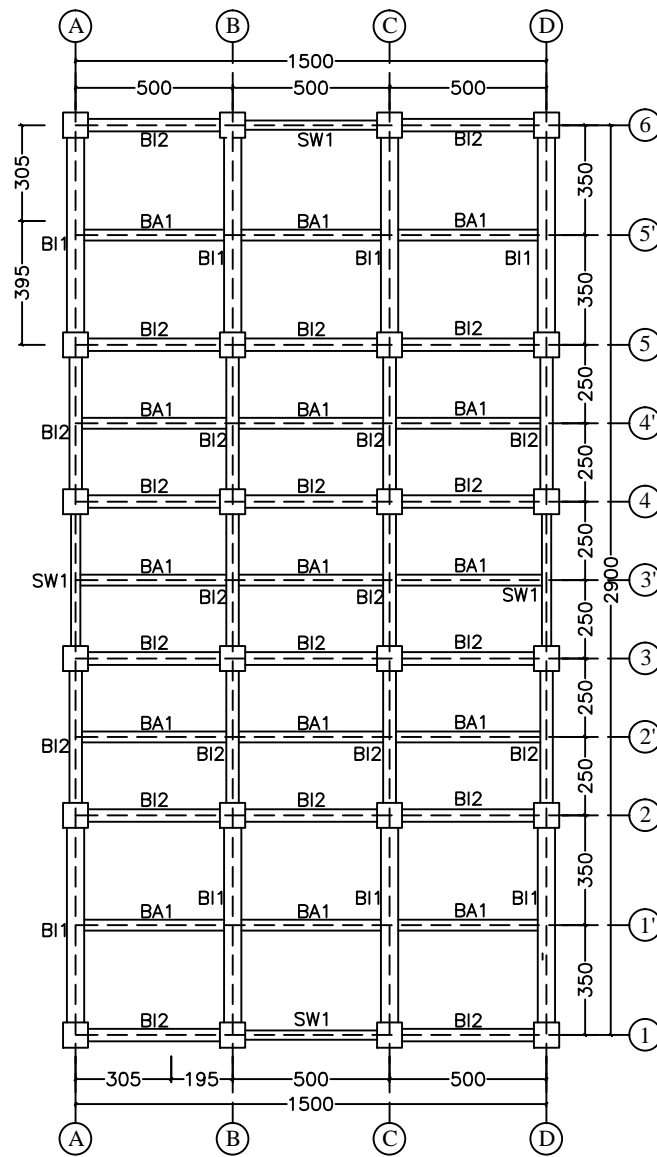 A B C D
1500
500 500 500
6
BI2 SW1 BI2
305
350
BA1 BA1 BA1
5'
BI1 BI1 BI1 BI1
395
350
BI2 BI2 BI2
5
250
BA1 BA1 BA1
4'
BI2 BI2 BI2 BI2
250
BI2 BI2 BI2
4
250
BA1 BA1 BA1
SW1 3'
2900
BI2 BI2 SW1
250
BI2 BI2 BI2
3
250
BA1 BA1 BA1
2'
BI2 BI2 BI2 BI2
250
BI2 BI2 BI2
2
350
BI1 BI1 BI1
BA1 BA1 BA1
1'
BI1
350
BI2 SW1 BI2
1
305 195 500 500
1500
A B C D